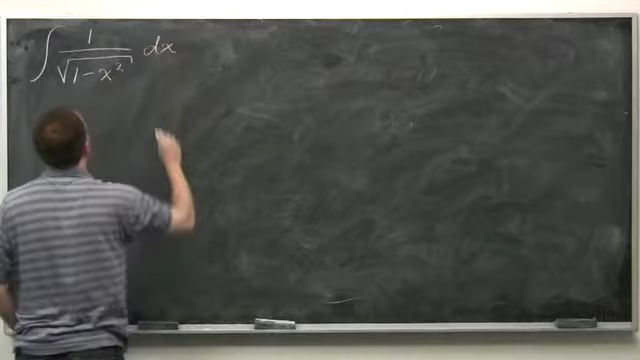 ∫ 1/√(1-x²) dx